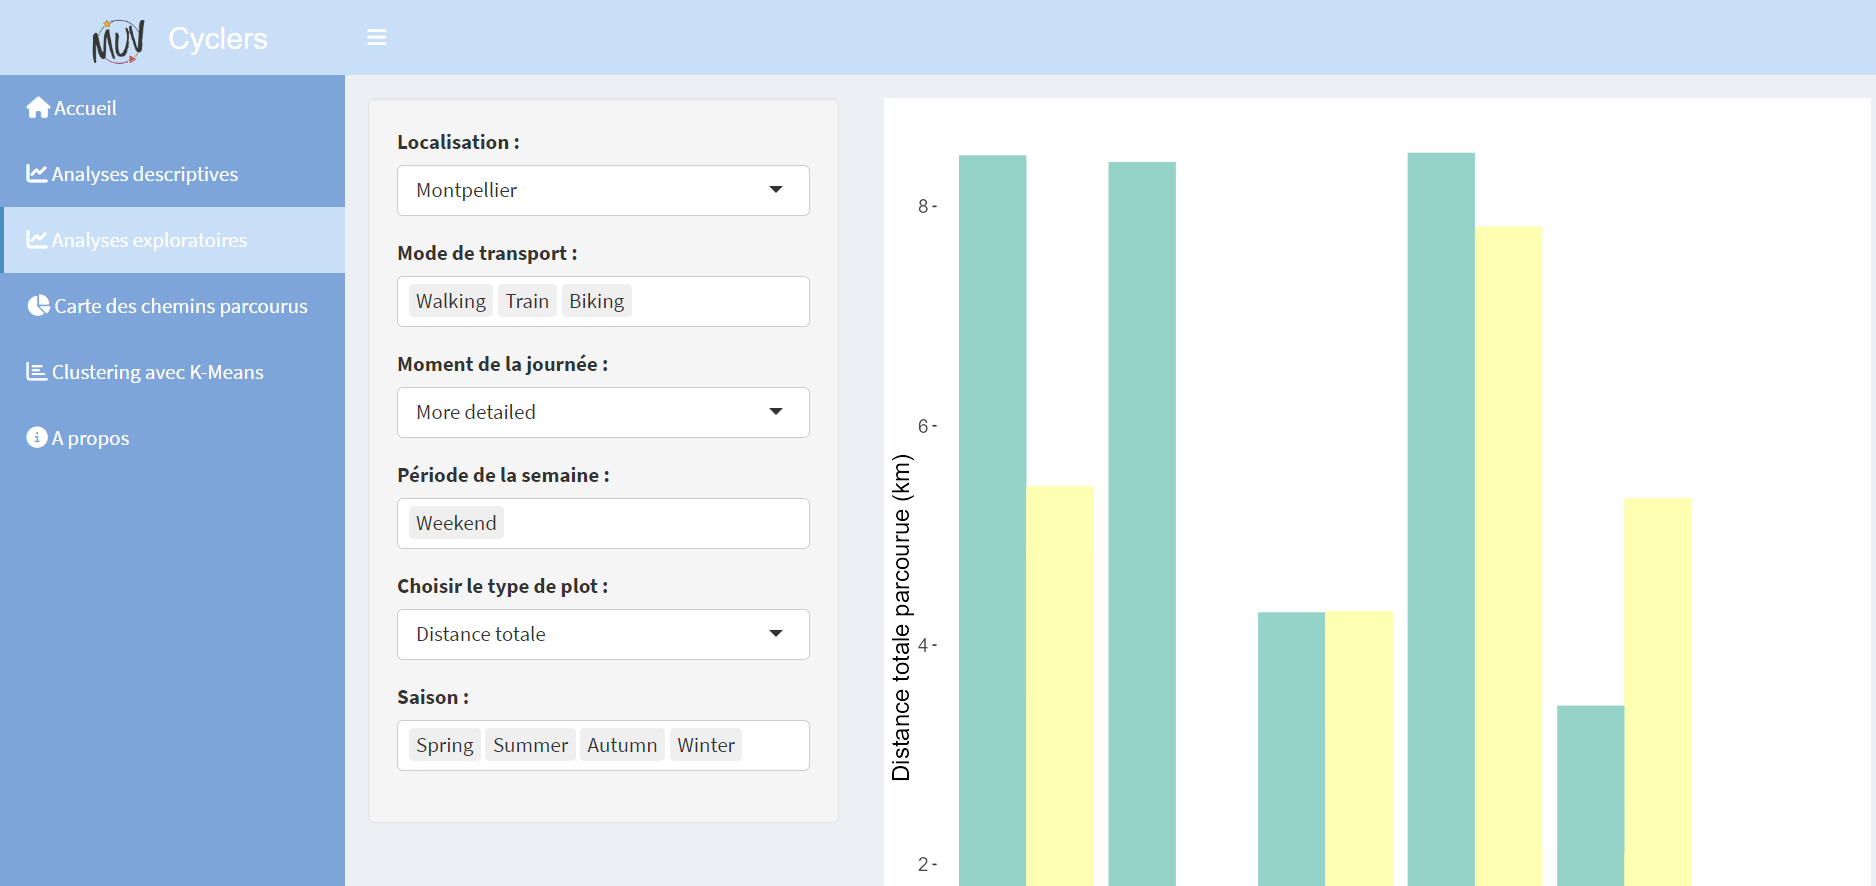 MUV Cyclers
Accueil
Analyses descriptives
Analyses exploratoires
Carte des chemins parcourus
Clustering avec K-Means
A propos
Localisation :
Montpellier
Mode de transport :
Walking Train Biking
Moment de la journée :
More detailed
Période de la semaine :
Weekend
Choisir le type de plot :
Distance totale
Saison :
Spring Summer Autumn Winter
Distance totale parcourue (km)
8
6
4
2